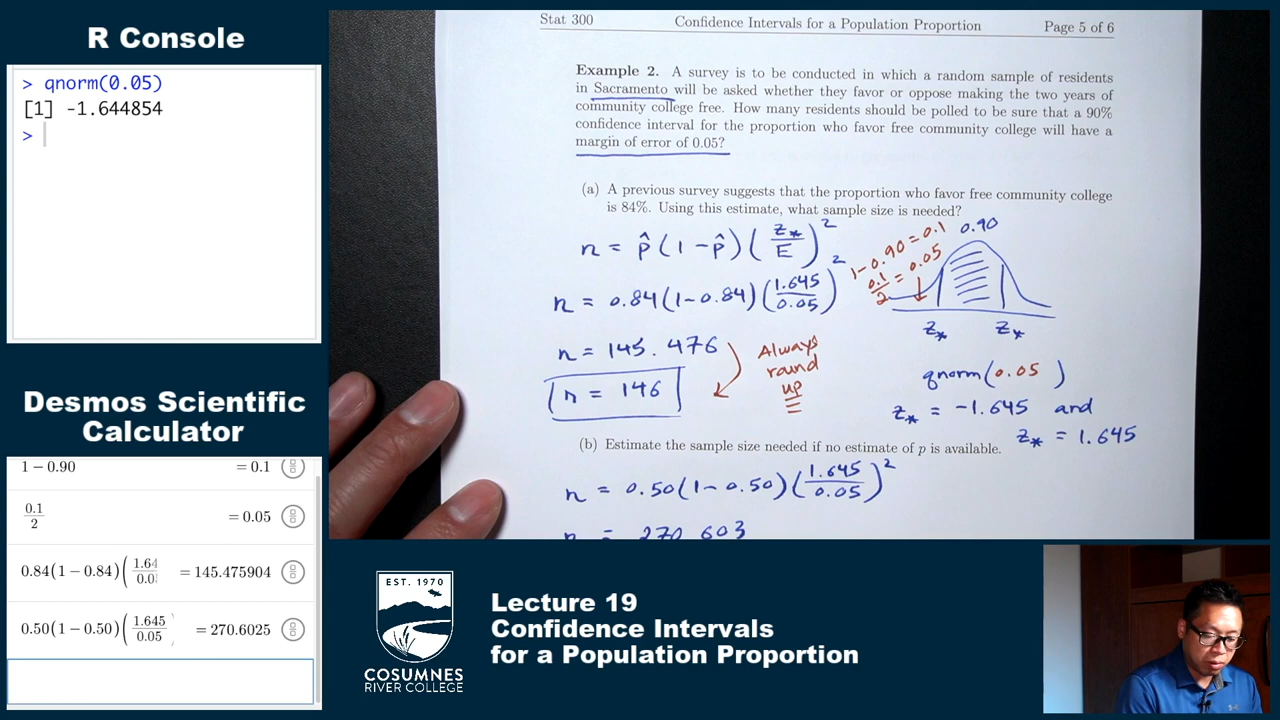 R Console
> qnorm(0.05)
[1] -1.644854
>
Desmos Scientific
Calculator
1 − 0.90 = 0.1
0.1/2 = 0.05
0.84(1 − 0.84)(1.64/0.0 = 145.475904
0.50(1 − 0.50)(1.645/0.05) = 270.6025
Stat 300 Confidence Intervals for a Population Proportion Page 5 of 6
Example 2. A survey is to be conducted in which a random sample of residents
in Sacramento will be asked whether they favor or oppose making the two years of
community college free. How many residents should be polled to be sure that a 90%
confidence interval for the proportion who favor free community college will have a
margin of error of 0.05?
(a) A previous survey suggests that the proportion who favor free community college
is 84%. Using this estimate, what sample size is needed?
n = p̂(1 − p̂)(z*/E)²
n = 0.84(1 − 0.84)(1.645/0.05)²
n = 145.476
n = 146
Always
round
up
1 − 0.90 = 0.1
0.1/2 = 0.05
0.90
z* z*
qnorm(0.05)
z* = −1.645 and
z* = 1.645
(b) Estimate the sample size needed if no estimate of p is available.
n = 0.50(1 − 0.50)(1.645/0.05)²
n = 270.603
EST. 1970
COSUMNES
RIVER COLLEGE
Lecture 19
Confidence Intervals
for a Population Proportion